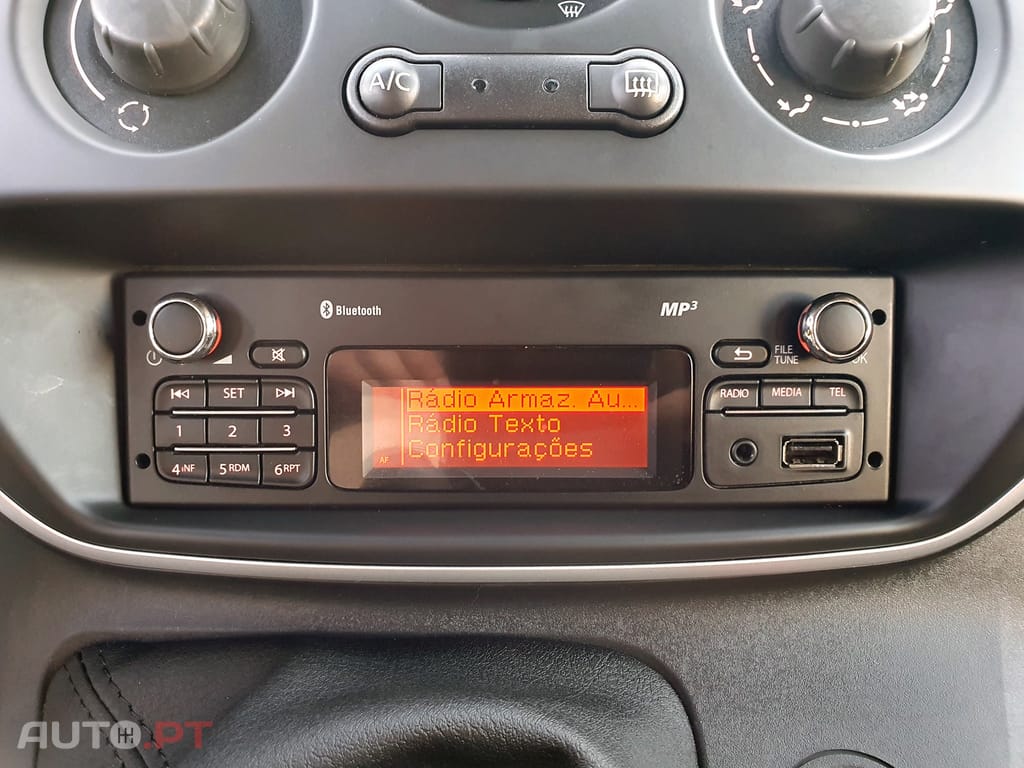 A/C
Bluetooth
MP3
FILE
TUNE
OK
SET
RADIO
MEDIA
TEL
1
2
3
4 INF
5 RDM
6 RPT
Rádio Armaz. Au...
Rádio Texto
Configurações
AF
AUTO.PT